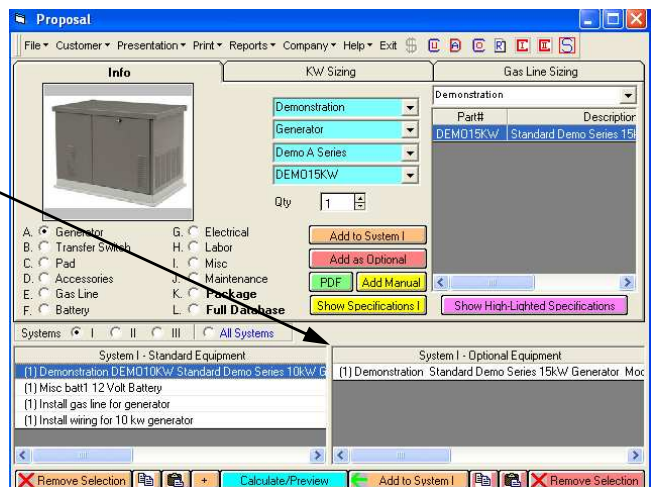 Proposal
File Customer Presentation Print Reports Company Help Exit
Info KW Sizing Gas Line Sizing
Demonstration
Generator
Demo A Series
DEMO15KW
Qty 1
Demonstration
Part# Description
DEMO15KW Standard Demo Series
A. Generator G. Electrical
B. Transfer Switch H. Labor
C. Pad I. Misc
D. Accessories J. Maintenance
E. Gas Line K. Package
F. Battery L. Full Database
Add to System I
Add as Optional
PDF Add Manual
Show Specifications I Show High-Lighted Specifications
Systems I II III All Systems
System I - Standard Equipment
(1) Demonstration DEMO10KW Standard Demo Series 10kW G
(1) Misc batt1 12 Volt Battery
(1) Install gas line for generator
(1) Install wiring for 10 kw generator
System I - Optional Equipment
(1) Demonstration Standard Demo Series 15kW Generator Moc
Remove Selection + Calculate/Preview Add to System I Remove Selection